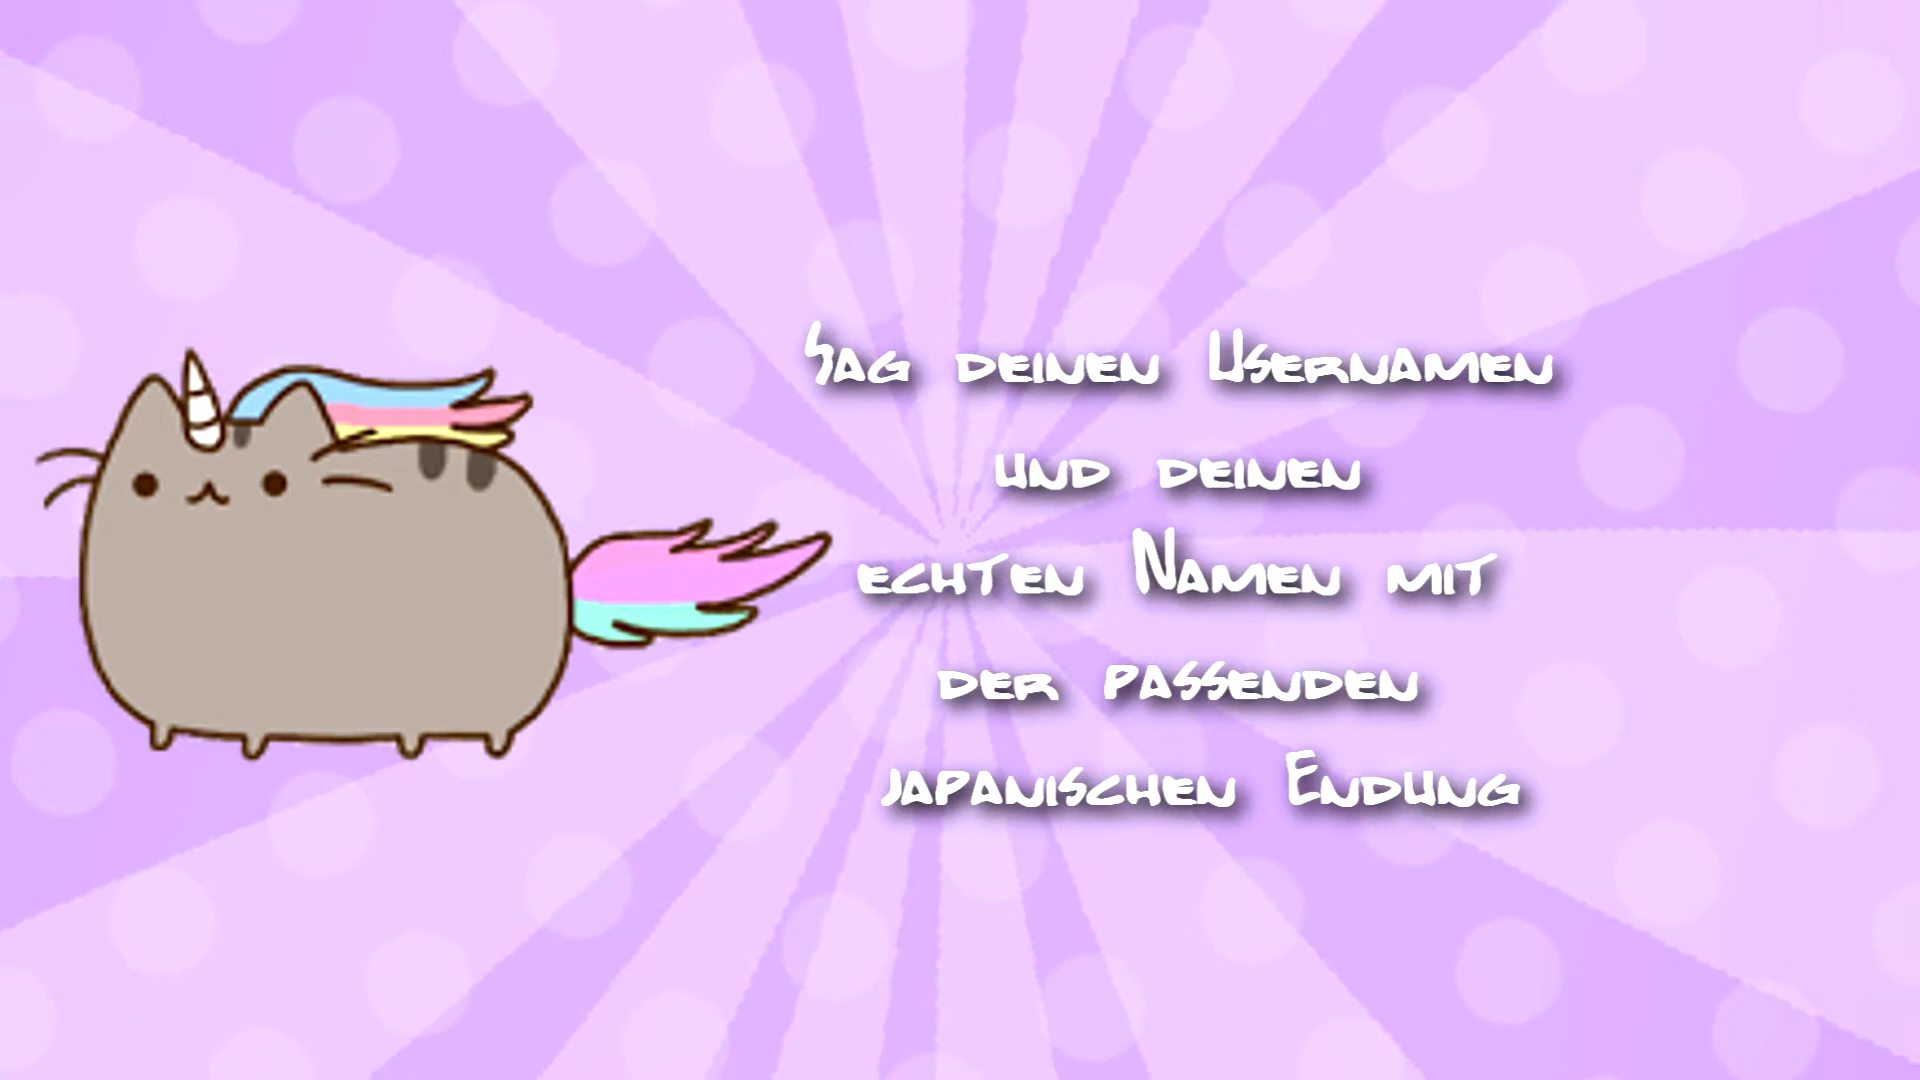 Sag deinen Usernamen
und deinen
echten Namen mit
der passenden
japanischen Endung